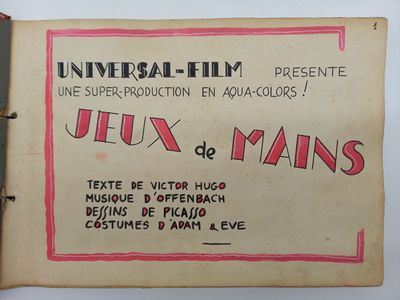 1
UNIVERSAL-FILM PRESENTE
UNE SUPER-PRODUCTION EN AQUA-COLORS !
JEUX de MAINS
TEXTE DE VICTOR HUGO
MUSIQUE D'OFFENBACH
DESSINS DE PICASSO
COSTUMES D'ADAM & EVE